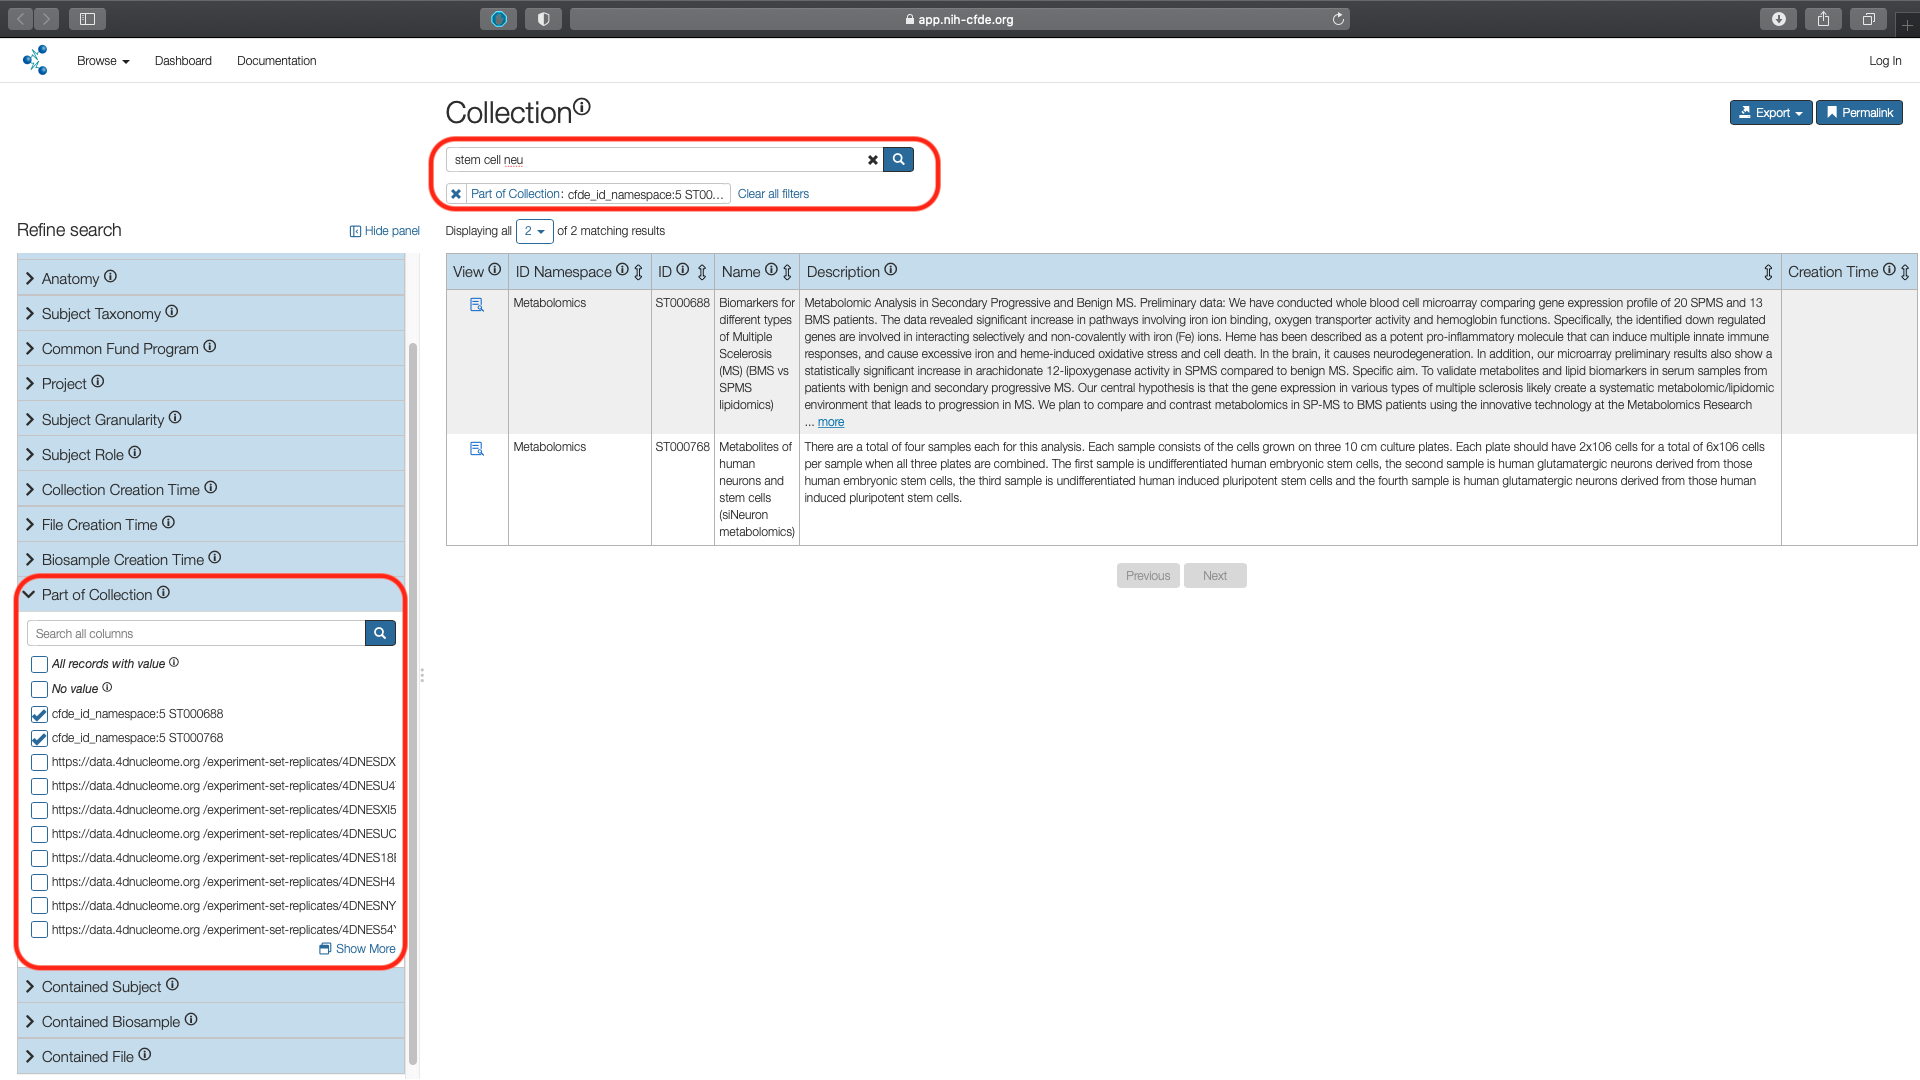 app.nih-cfde.org
Browse
Dashboard
Documentation
Log In
Collection
Export
Permalink
stem cell neu
Part of Collection: cfde_id_namespace:5 ST00...
Clear all filters
Refine search
Hide panel
Displaying all 2 of 2 matching results
Anatomy
Subject Taxonomy
Common Fund Program
Project
Subject Granularity
Subject Role
Collection Creation Time
File Creation Time
Biosample Creation Time
Part of Collection
Search all columns
All records with value
No value
cfde_id_namespace:5 ST000688
cfde_id_namespace:5 ST000768
https://data.4dnucleome.org /experiment-set-replicates/4DNESDX
https://data.4dnucleome.org /experiment-set-replicates/4DNESU4
https://data.4dnucleome.org /experiment-set-replicates/4DNESXI5
https://data.4dnucleome.org /experiment-set-replicates/4DNESUC
https://data.4dnucleome.org /experiment-set-replicates/4DNES18
https://data.4dnucleome.org /experiment-set-replicates/4DNESH4
https://data.4dnucleome.org /experiment-set-replicates/4DNESNY
https://data.4dnucleome.org /experiment-set-replicates/4DNES54
Show More
Contained Subject
Contained Biosample
Contained File
View
ID Namespace
ID
Name
Description
Creation Time
Metabolomics
ST000688
Biomarkers for
different types
of Multiple
Scelerosis
(MS) (BMS vs
SPMS
lipidomics)
Metabolomic Analysis in Secondary Progressive and Benign MS. Preliminary data: We have conducted whole blood cell microarray comparing gene expression profile of 20 SPMS and 13
BMS patients. The data revealed significant increase in pathways involving iron ion binding, oxygen transporter activity and hemoglobin functions. Specifically, the identified down regulated
genes are involved in interacting selectively and non-covalently with iron (Fe) ions. Heme has been described as a potent pro-inflammatory molecule that can induce multiple innate immune
responses, and cause excessive iron and heme-induced oxidative stress and cell death. In the brain, it causes neurodegeneration. In addition, our microarray preliminary results also show a
statistically significant increase in arachidonate 12-lipoxygenase activity in SPMS compared to benign MS. Specific aim. To validate metabolites and lipid biomarkers in serum samples from
patients with benign and secondary progressive MS. Our central hypothesis is that the gene expression in various types of multiple sclerosis likely create a systematic metabolomic/lipidomic
environment that leads to progression in MS. We plan to compare and contrast metabolomics in SP-MS to BMS patients using the innovative technology at the Metabolomics Research
... more
Metabolomics
ST000768
Metabolites of
human
neurons and
stem cells
(siNeuron
metabolomics)
There are a total of four samples each for this analysis. Each sample consists of the cells grown on three 10 cm culture plates. Each plate should have 2x106 cells for a total of 6x106 cells
per sample when all three plates are combined. The first sample is undifferentiated human embryonic stem cells, the second sample is human glutamatergic neurons derived from those
human embryonic stem cells, the third sample is undifferentiated human induced pluripotent stem cells and the fourth sample is human glutamatergic neurons derived from those human
induced pluripotent stem cells.
Previous
Next